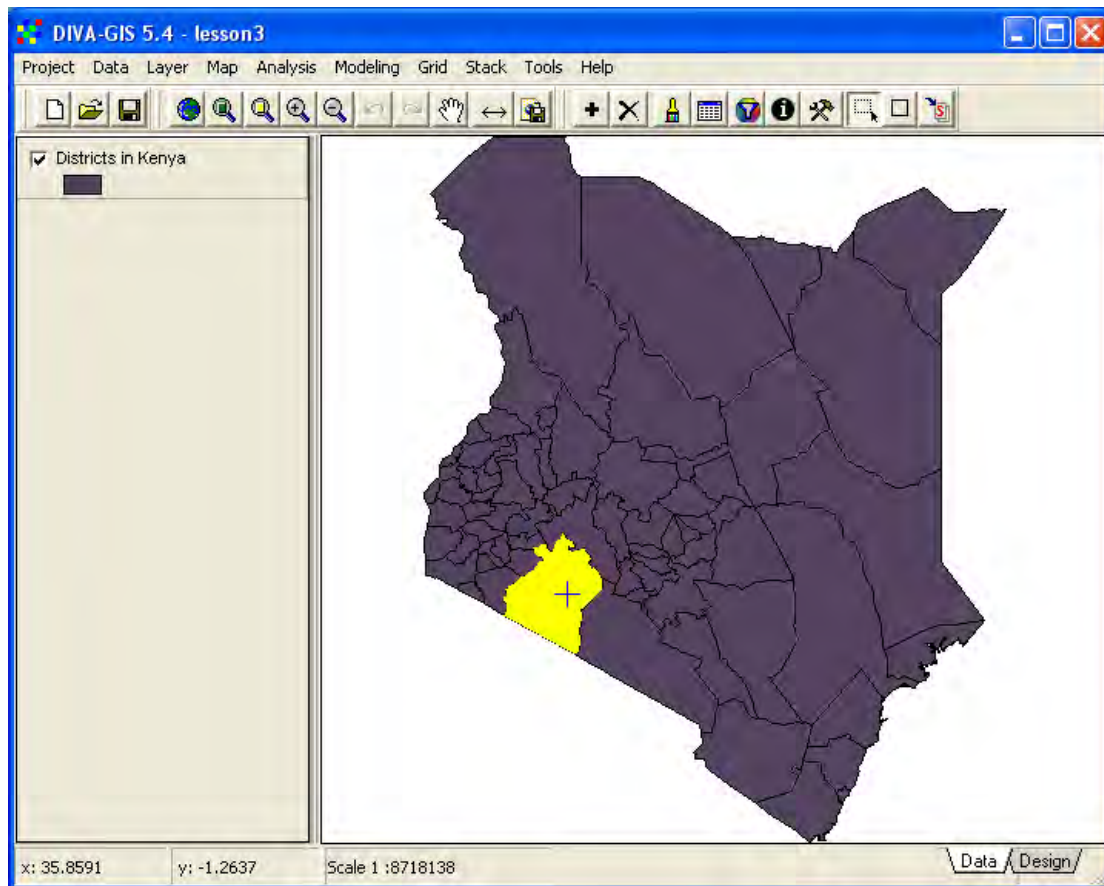 DIVA-GIS 5.4 - lesson3
Project Data Layer Map Analysis Modeling Grid Stack Tools Help
Districts in Kenya
x: 35.8591 y: -1.2637 Scale 1 :8718138 Data Design